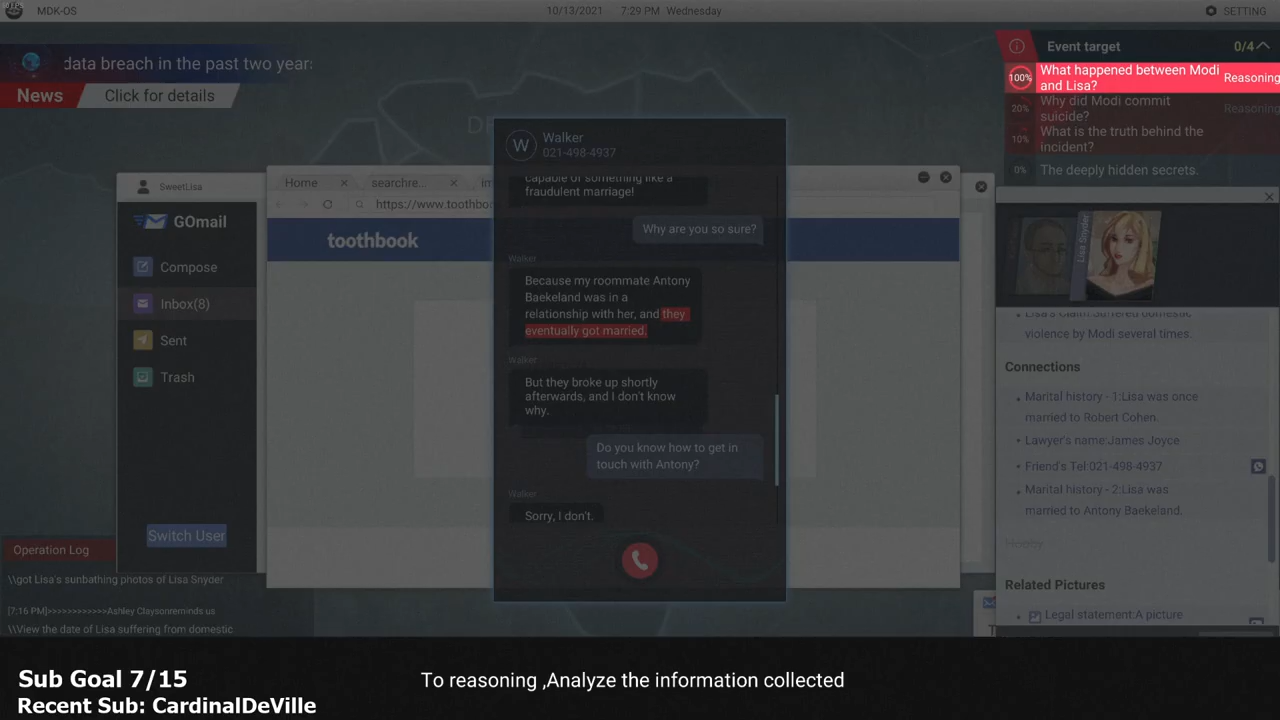 MDK-OS
10/13/2021 7:29 PM Wednesday
SETTING
data breach in the past two year:
News
Click for details
Event target
0/4
100%
What happened between Modi
and Lisa?
Reasoning
20%
Why did Modi commit
suicide?
Reasoning
10%
What is the truth behind the
incident?
0%
The deeply hidden secrets.
SweetLisa
GOmail
Compose
Inbox(8)
Sent
Trash
Switch User
Home
searchre...
https://www.toothbo
toothbook
W
Walker
021-498-4937
capable of something like a
fraudulent marriage!
Why are you so sure?
Walker
Because my roommate Antony
Baekeland was in a
relationship with her, and they
eventually got married.
Walker
But they broke up shortly
afterwards, and I don't know
why.
Do you know how to get in
touch with Antony?
Walker
Sorry, I don't.
Lisa Snyder
Lisa's Claim:Suffered domestic
violence by Modi several times.
Connections
Marital history - 1:Lisa was once
married to Robert Cohen.
Lawyer's name:James Joyce
Friend's Tel:021-498-4937.
Marital history - 2:Lisa was
married to Antony Baekeland.
Hobby
Related Pictures
Legal statement:A picture
Operation Log
\\got Lisa's sunbathing photos of Lisa Snyder
[7:16 PM]>>>>>>>>>>>>Ashley Claysonreminds us
\\View the date of Lisa suffering from domestic
Sub Goal 7/15
Recent Sub: CardinalDeVille
To reasoning ,Analyze the information collected